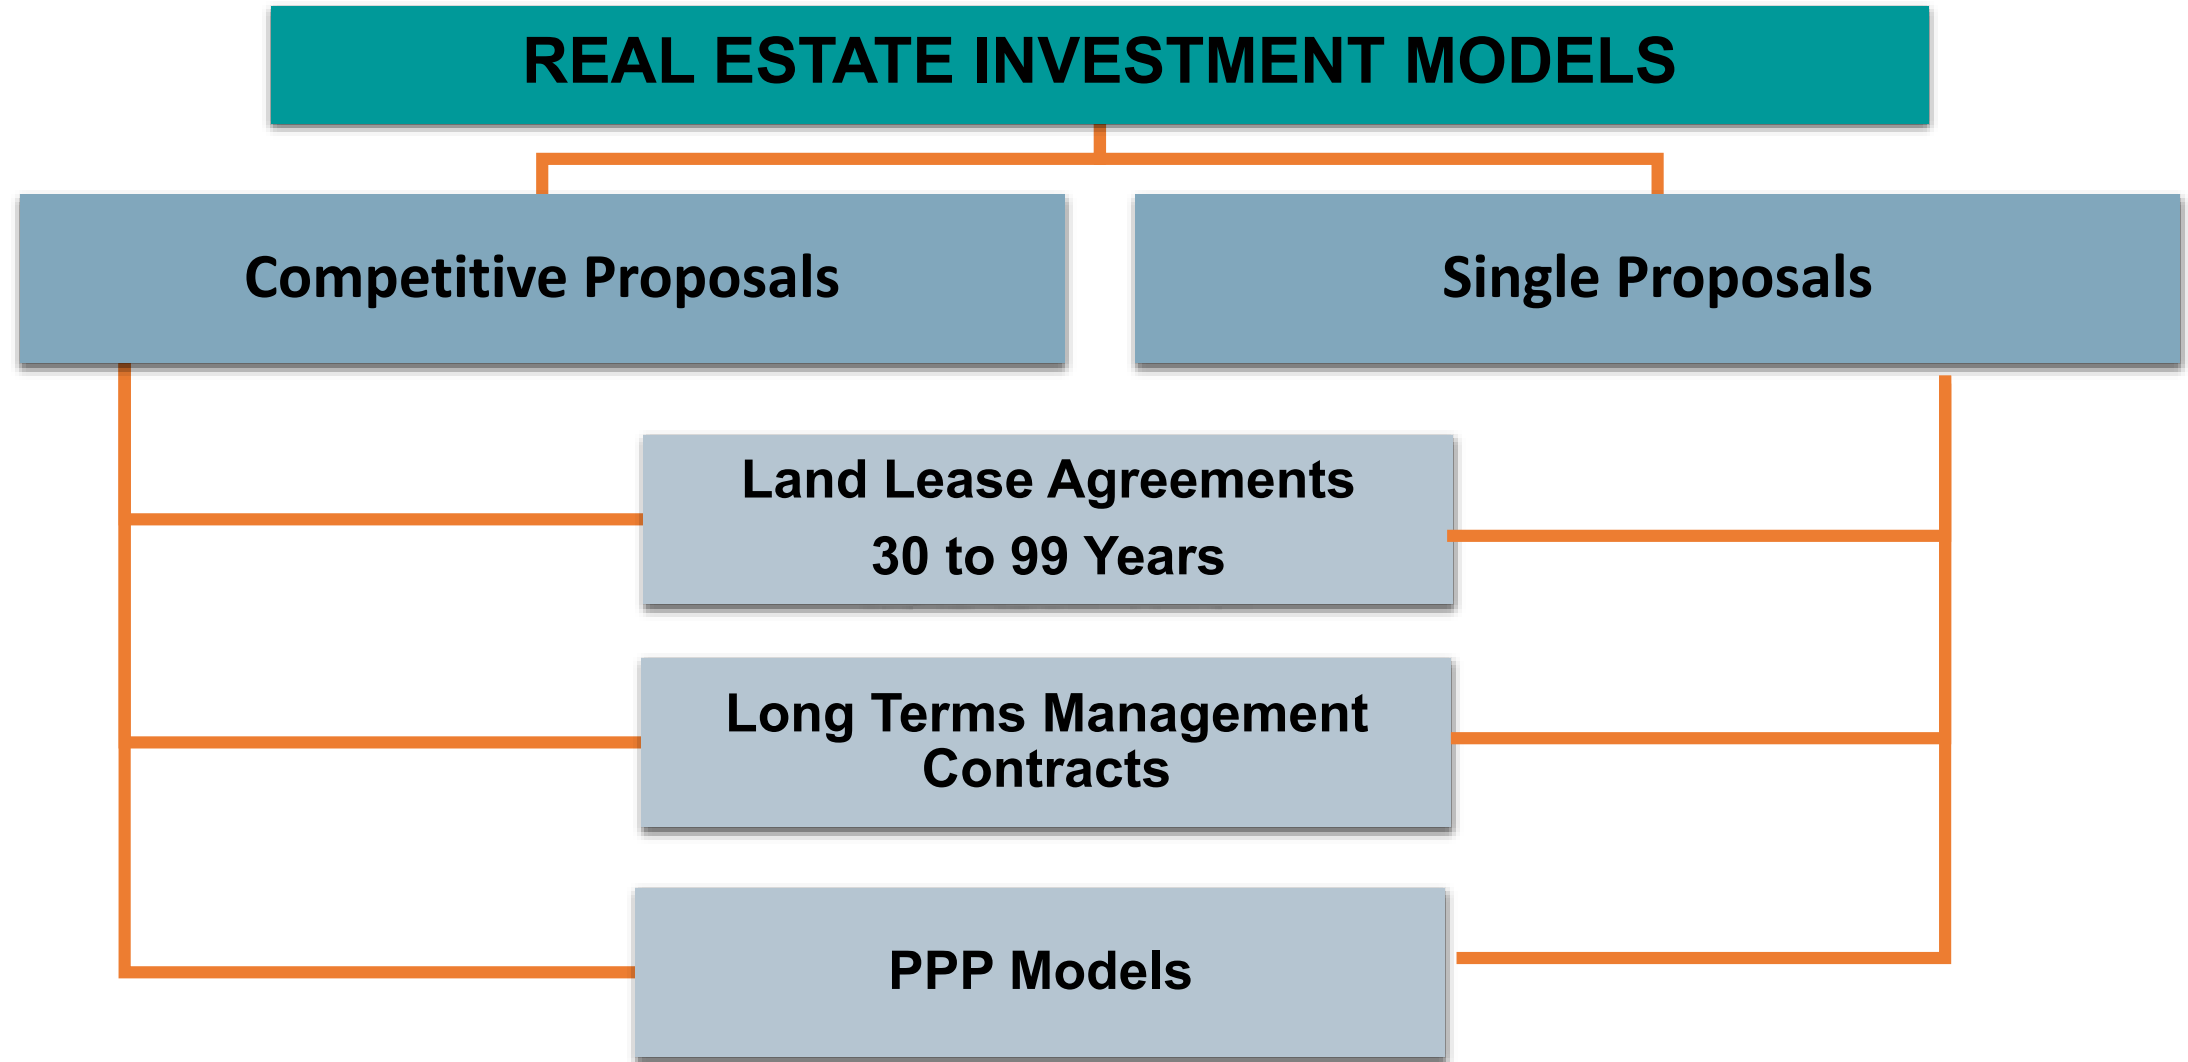 REAL ESTATE INVESTMENT MODELS
Competitive Proposals
Single Proposals
Land Lease Agreements
30 to 99 Years
Long Terms Management
Contracts
PPP Models